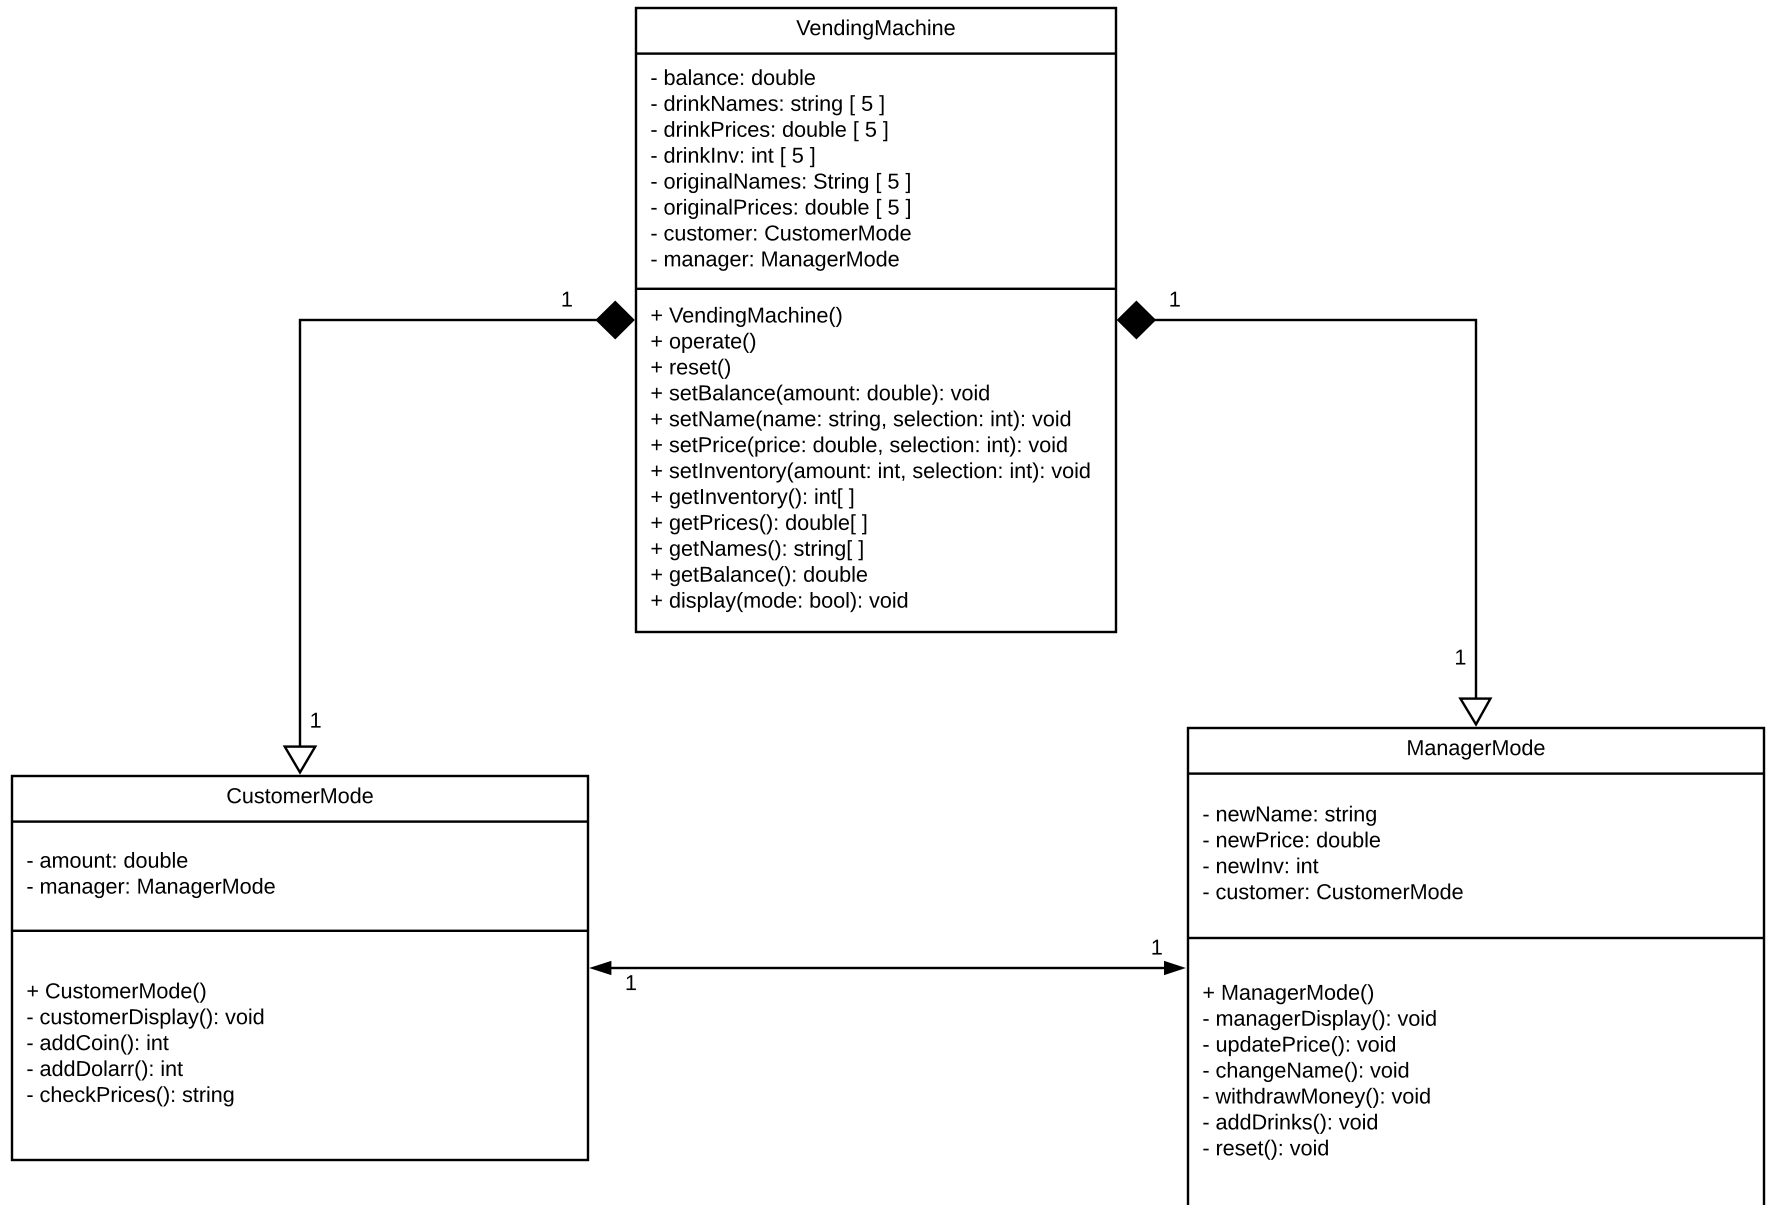 VendingMachine
- balance: double
- drinkNames: string [ 5 ]
- drinkPrices: double [ 5 ]
- drinkInv: int [ 5 ]
- originalNames: String [ 5 ]
- originalPrices: double [ 5 ]
- customer: CustomerMode
- manager: ManagerMode
+ VendingMachine()
+ operate()
+ reset()
+ setBalance(amount: double): void
+ setName(name: string, selection: int): void
+ setPrice(price: double, selection: int): void
+ setInventory(amount: int, selection: int): void
+ getInventory(): int[ ]
+ getPrices(): double[ ]
+ getNames(): string[ ]
+ getBalance(): double
+ display(mode: bool): void
1
1
1
1
CustomerMode
- amount: double
- manager: ManagerMode
+ CustomerMode()
- customerDisplay(): void
- addCoin(): int
- addDolarr(): int
- checkPrices(): string
1
1
ManagerMode
- newName: string
- newPrice: double
- newInv: int
- customer: CustomerMode
+ ManagerMode()
- managerDisplay(): void
- updatePrice(): void
- changeName(): void
- withdrawMoney(): void
- addDrinks(): void
- reset(): void